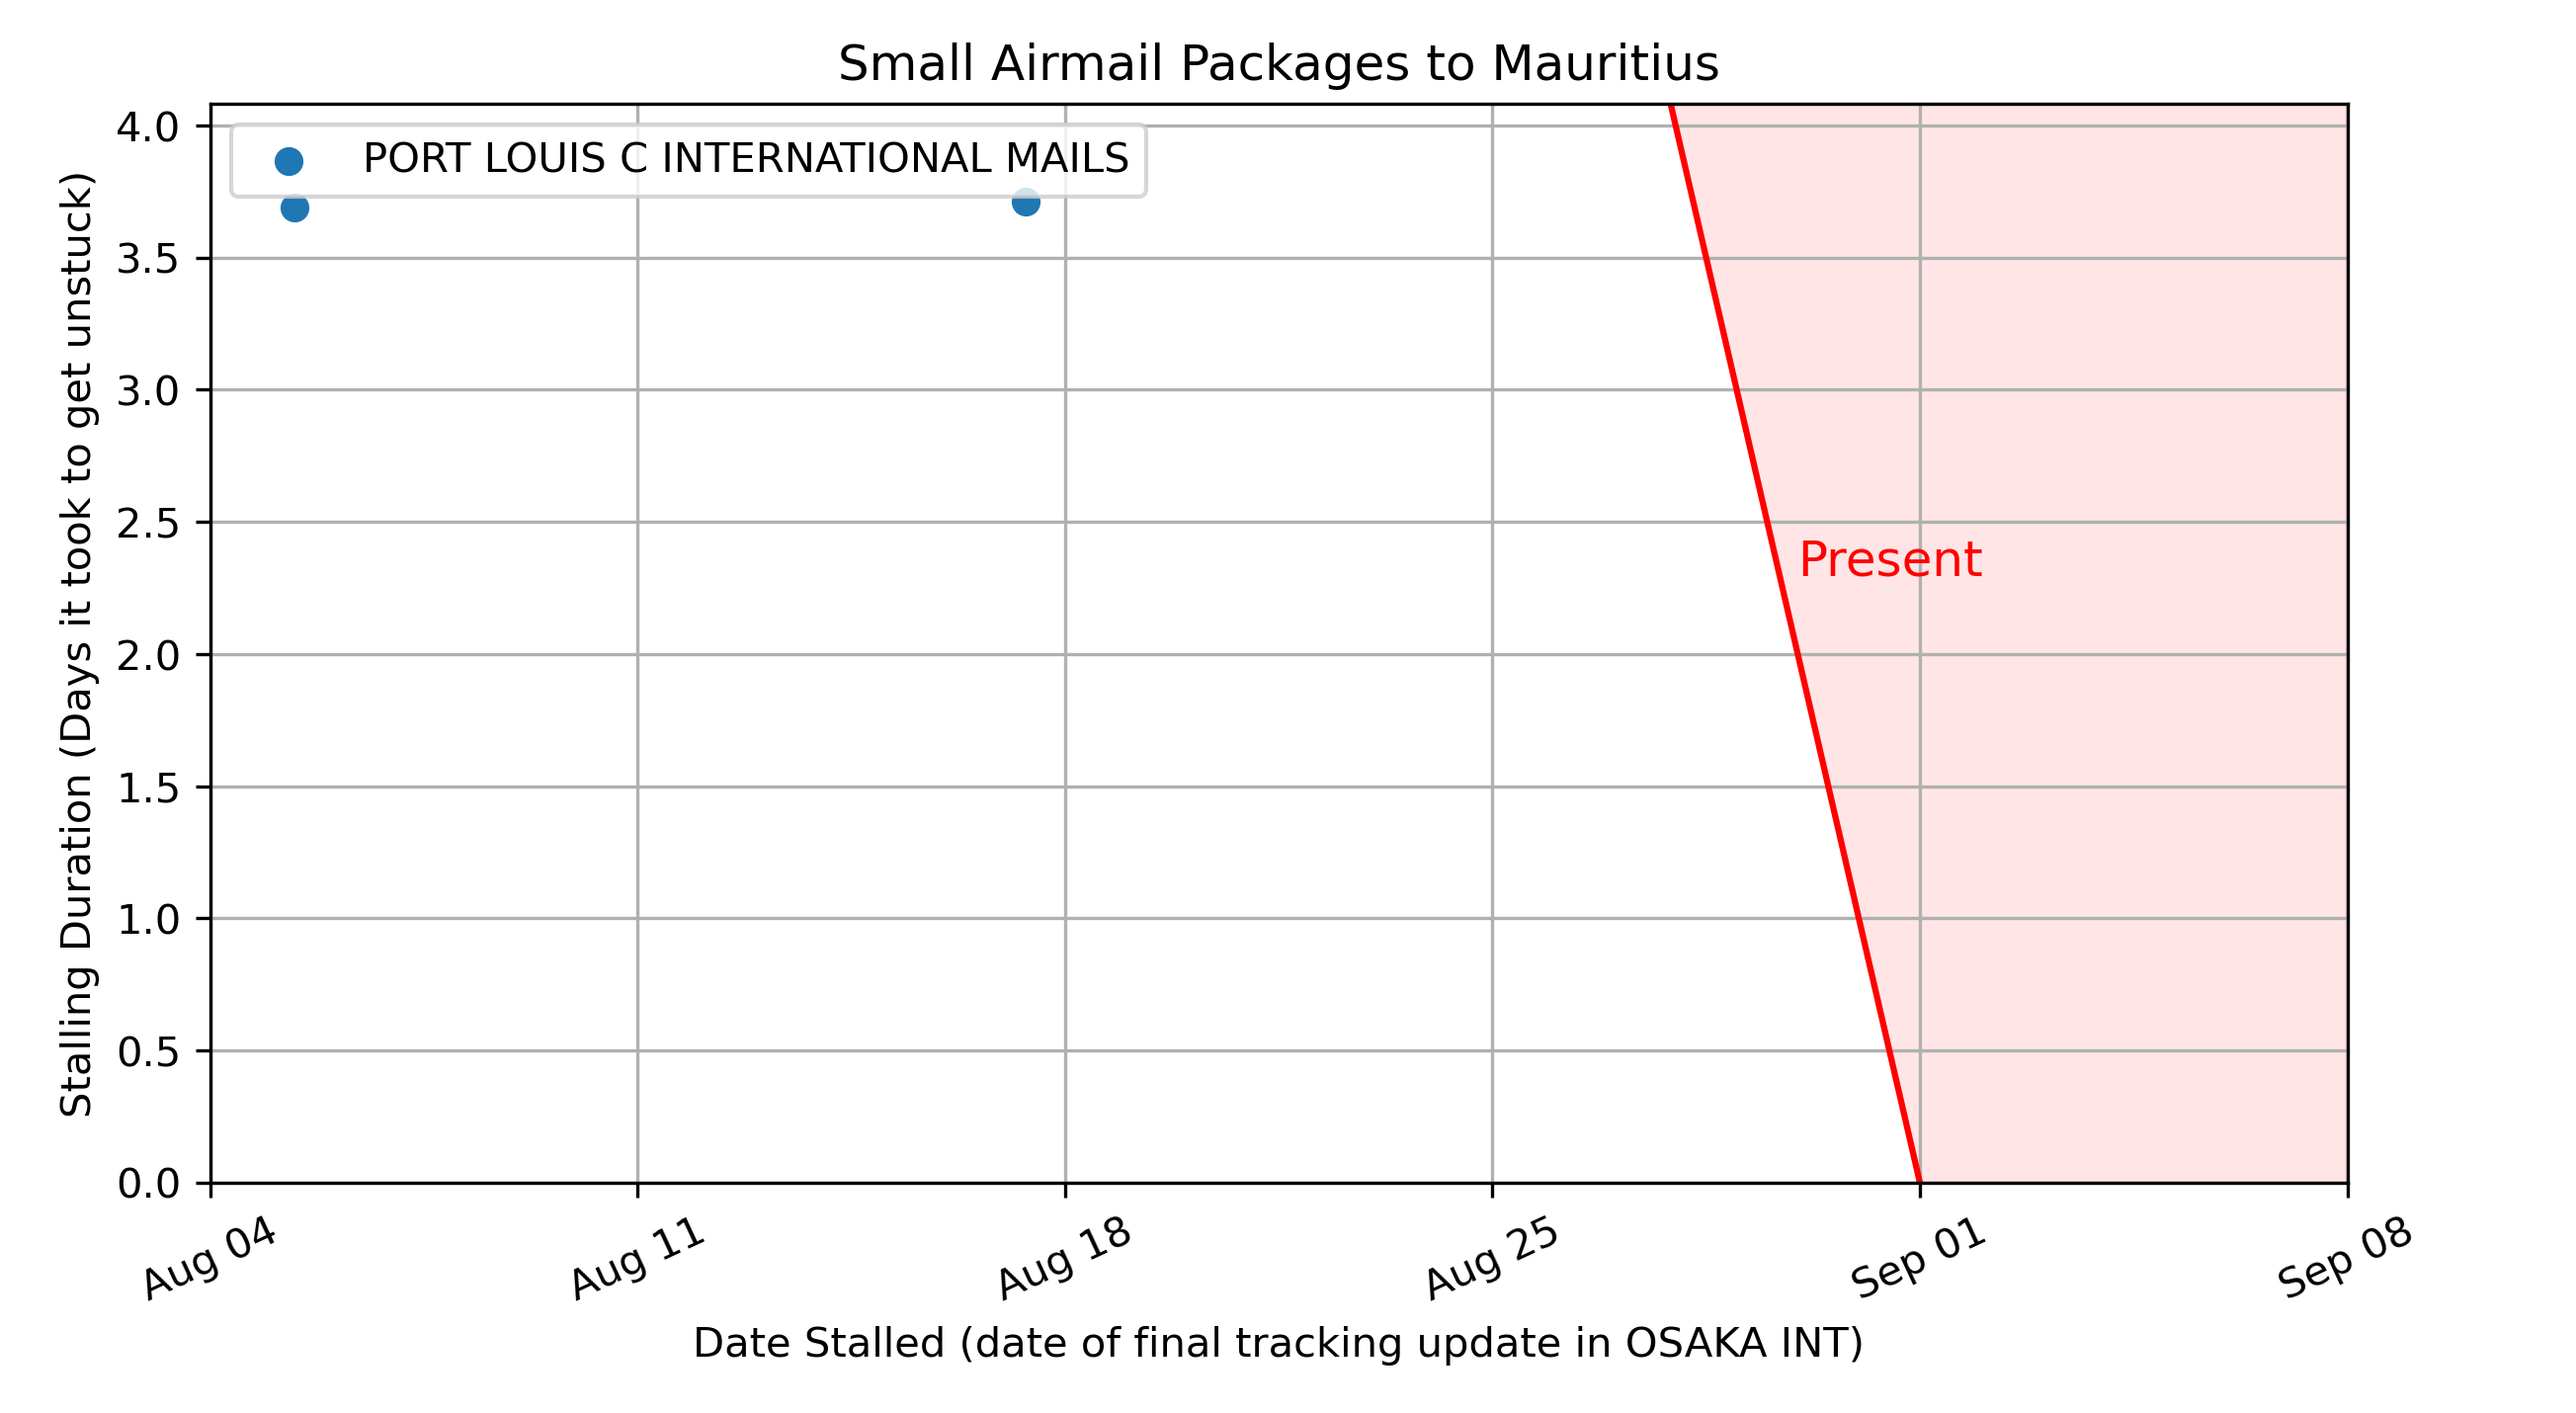 Small Airmail Packages to Mauritius
PORT LOUIS C INTERNATIONAL MAILS
Stalling Duration (Days it took to get unstuck)
4.0
3.5
3.0
2.5
2.0
1.5
1.0
0.5
0.0
Present
Aug 04
Aug 11
Aug 18
Aug 25
Sep 01
Sep 08
Date Stalled (date of final tracking update in OSAKA INT)